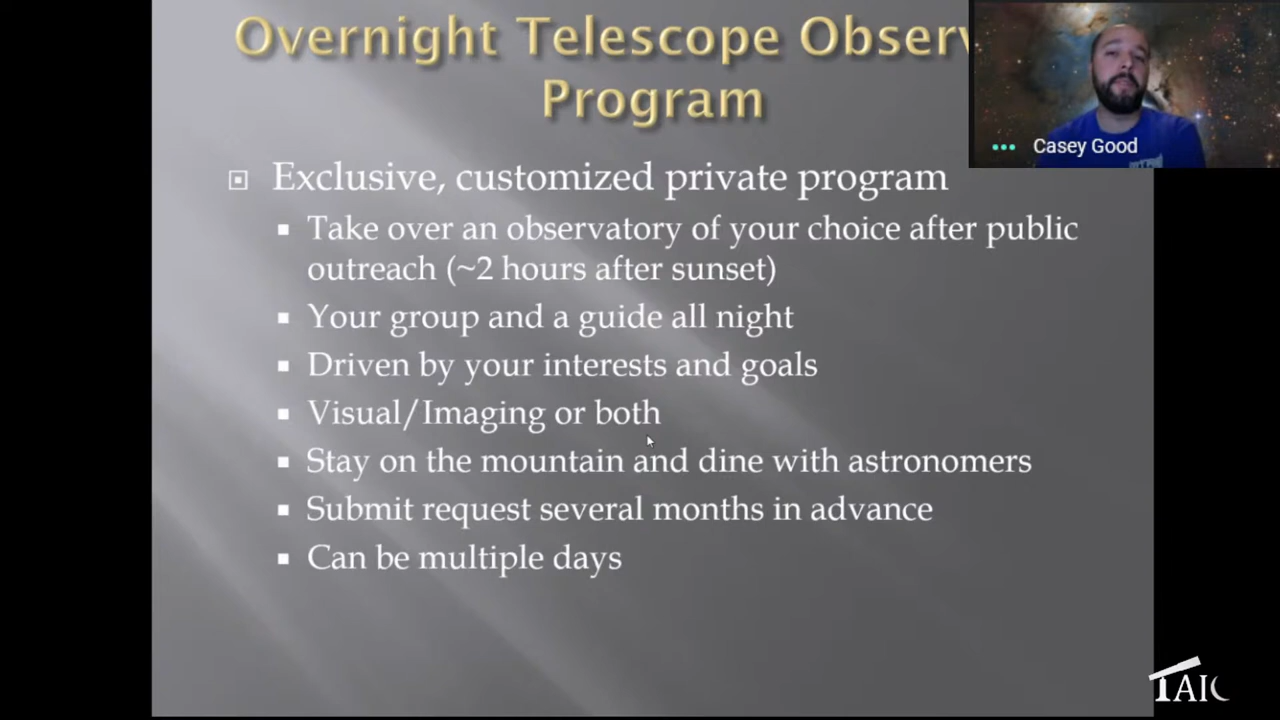 Overnight Telescope Observ
Program
Exclusive, customized private program
Take over an observatory of your choice after public
outreach (~2 hours after sunset)
Your group and a guide all night
Driven by your interests and goals
Visual/Imaging or both
Stay on the mountain and dine with astronomers
Submit request several months in advance
Can be multiple days
Casey Good
TAIC